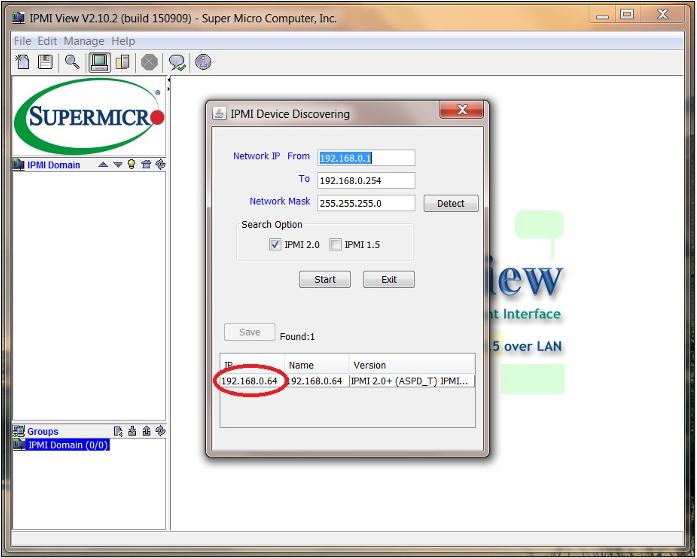 IPMI View V2.10.2 (build 150909) - Super Micro Computer, Inc.
File Edit Manage Help
SUPERMICR
IPMI Domain
IPMI Device Discovering
Network IP From 192.168.0.1
To 192.168.0.254
Network Mask 255.255.255.0 Detect
Search Option
IPMI 2.0 IPMI 1.5
Start Exit
Save Found:1
IP Name Version
192.168.0.64 192.168.0.64 IPMI 2.0+ (ASPD_T) IPMI...
iew
nt Interface
.5 over LAN
Groups
IPMI Domain (0/0)